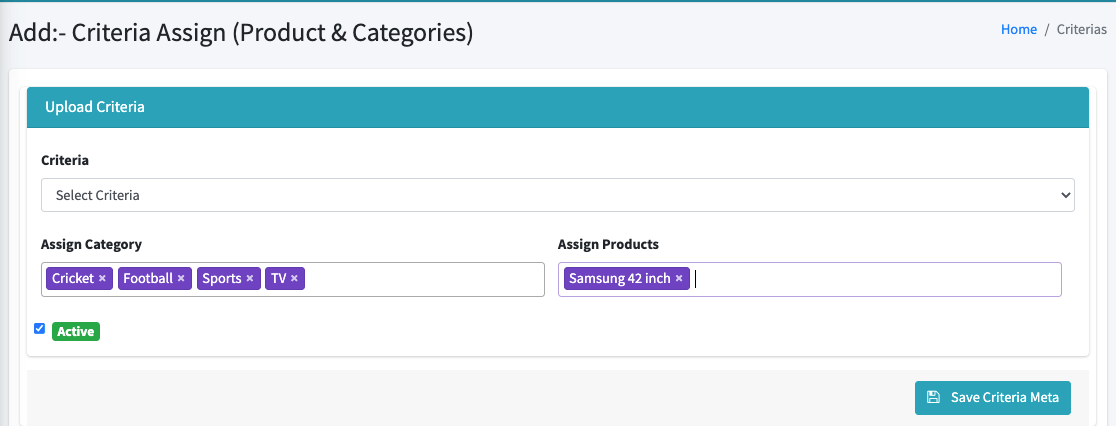 Add:- Criteria Assign (Product & Categories)
Home / Criterias
Upload Criteria
Criteria
Select Criteria
Assign Category
Assign Products
Cricket × Football × Sports × TV ×
Samsung 42 inch ×
Active
Save Criteria Meta